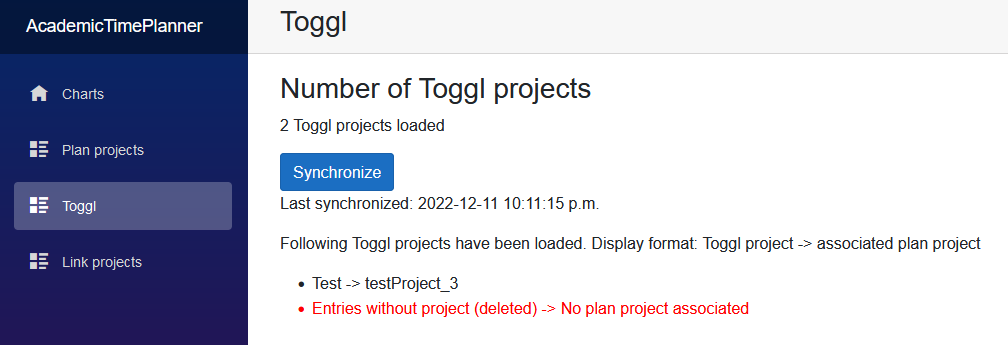 AcademicTimePlanner
Toggl
Charts
Plan projects
Toggl
Link projects
Number of Toggl projects
2 Toggl projects loaded
Synchronize
Last synchronized: 2022-12-11 10:11:15 p.m.
Following Toggl projects have been loaded. Display format: Toggl project -> associated plan project
• Test -> testProject_3
• Entries without project (deleted) -> No plan project associated